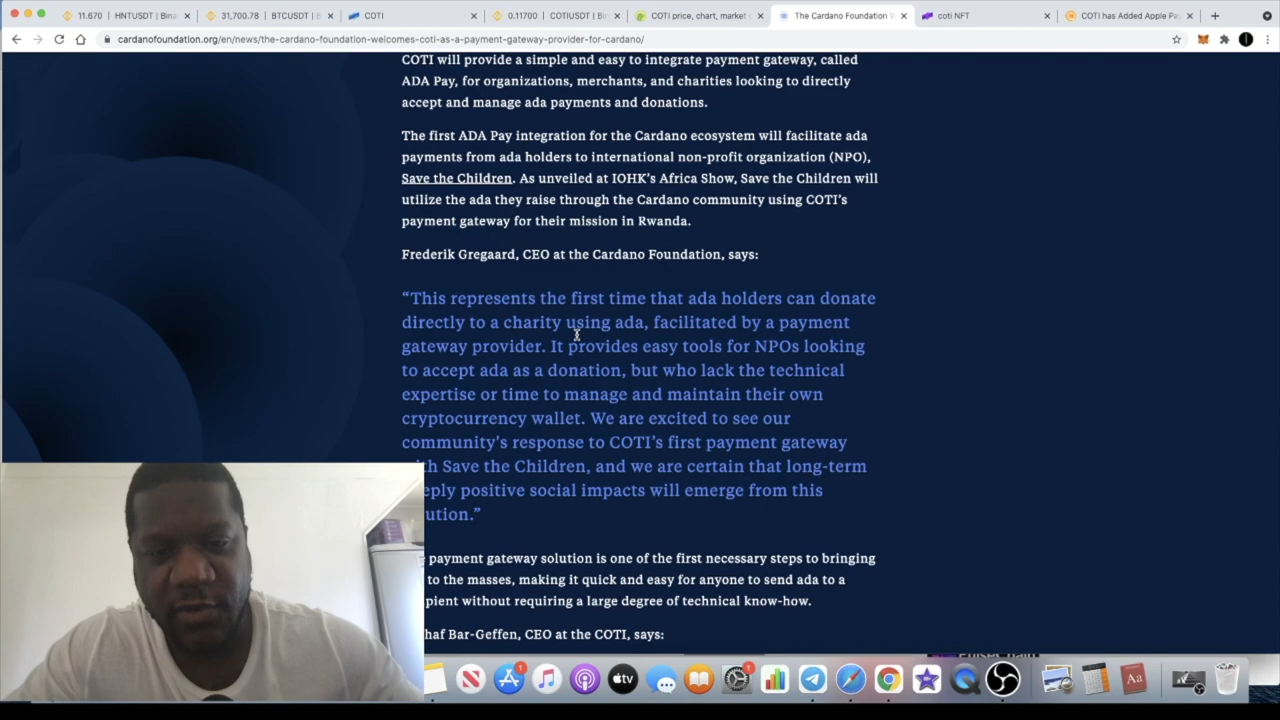 11.670 | HNTUSDT | Bina
31,700.78 | BTCUSDT | B
COTI
0.11700 | COTIUSDT | Bin
COTI price, chart, market
The Cardano Foundation W
coti NFT
COTI has Added Apple Pa
cardanofoundation.org/en/news/the-cardano-foundation-welcomes-coti-as-a-payment-gateway-provider-for-cardano/
COTI will provide a simple and easy to integrate payment gateway, called
ADA Pay, for organizations, merchants, and charities looking to directly
accept and manage ada payments and donations.
The first ADA Pay integration for the Cardano ecosystem will facilitate ada
payments from ada holders to international non-profit organization (NPO),
Save the Children. As unveiled at IOHK's Africa Show, Save the Children will
utilize the ada they raise through the Cardano community using COTI's
payment gateway for their mission in Rwanda.
Frederik Gregaard, CEO at the Cardano Foundation, says:
“This represents the first time that ada holders can donate
directly to a charity using ada, facilitated by a payment
gateway provider. It provides easy tools for NPOs looking
to accept ada as a donation, but who lack the technical
expertise or time to manage and maintain their own
cryptocurrency wallet. We are excited to see our
community's response to COTI’s first payment gateway
th Save the Children, and we are certain that long-term
eply positive social impacts will emerge from this
ution.”
payment gateway solution is one of the first necessary steps to bringing
to the masses, making it quick and easy for anyone to send ada to a
pient without requiring a large degree of technical know-how.
haf Bar-Geffen, CEO at the COTI, says:
tv